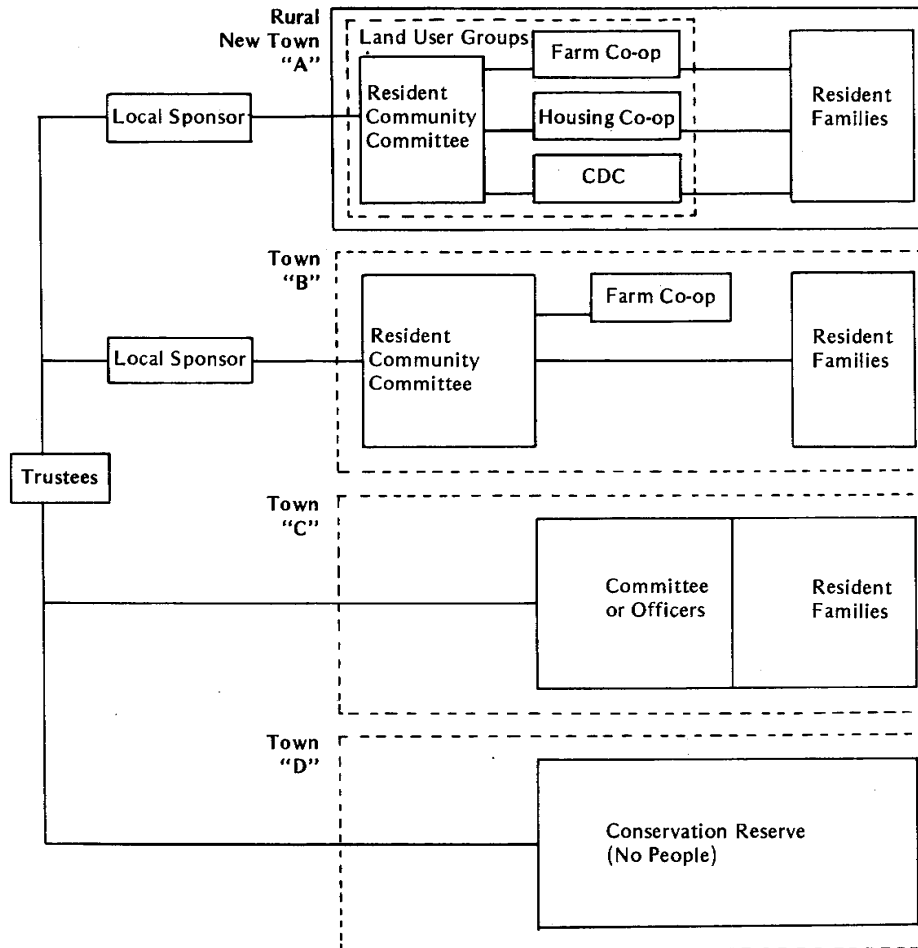 Rural
New Town
“A”
Land User Groups
Farm Co-op
Local Sponsor
Resident
Community
Committee
Housing Co-op
CDC
Resident
Families
Town
“B”
Farm Co-op
Local Sponsor
Resident
Community
Committee
Resident
Families
Trustees
Town
“C”
Committee
or Officers
Resident
Families
Town
“D”
Conservation Reserve
(No People)